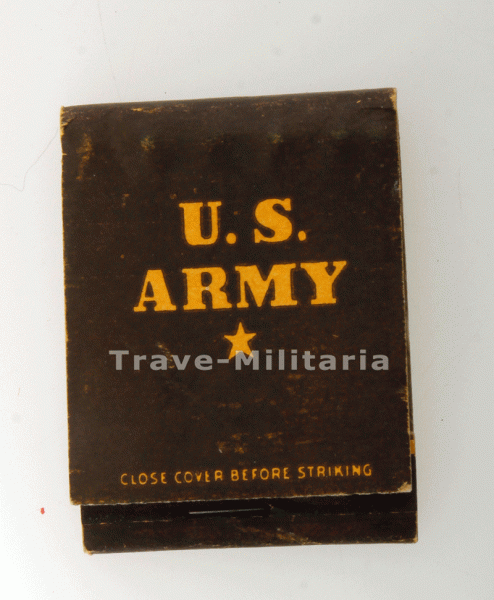 U. S.
ARMY
Trave-Militaria
CLOSE COVER BEFORE STRIKING